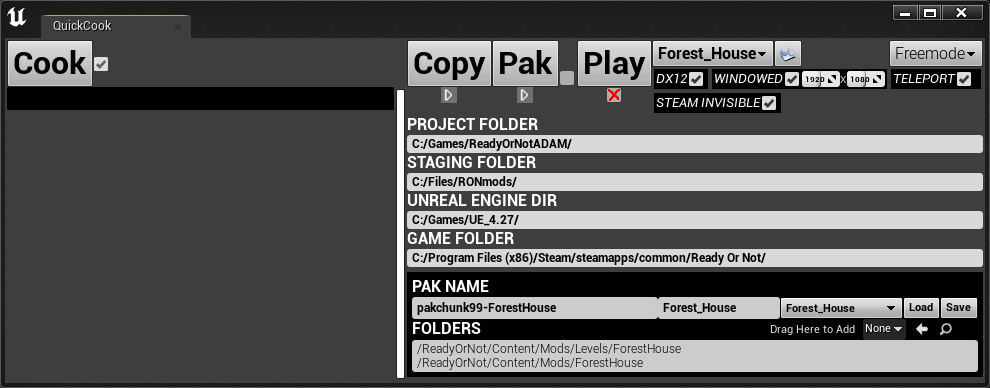 QuickCook
Cook
Copy Pak Play Forest_House Freemode
DX12 WINDOWED 1920 x 1080 TELEPORT
STEAM INVISIBLE
PROJECT FOLDER
C:/Games/ReadyOrNotADAM/
STAGING FOLDER
C:/Files/RONmods/
UNREAL ENGINE DIR
C:/Games/UE_4.27/
GAME FOLDER
C:/Program Files (x86)/Steam/steamapps/common/Ready Or Not/
PAK NAME
pakchunk99-ForestHouse Forest_House Forest_House Load Save
FOLDERS Drag Here to Add None
/ReadyOrNot/Content/Mods/Levels/ForestHouse
/ReadyOrNot/Content/Mods/ForestHouse